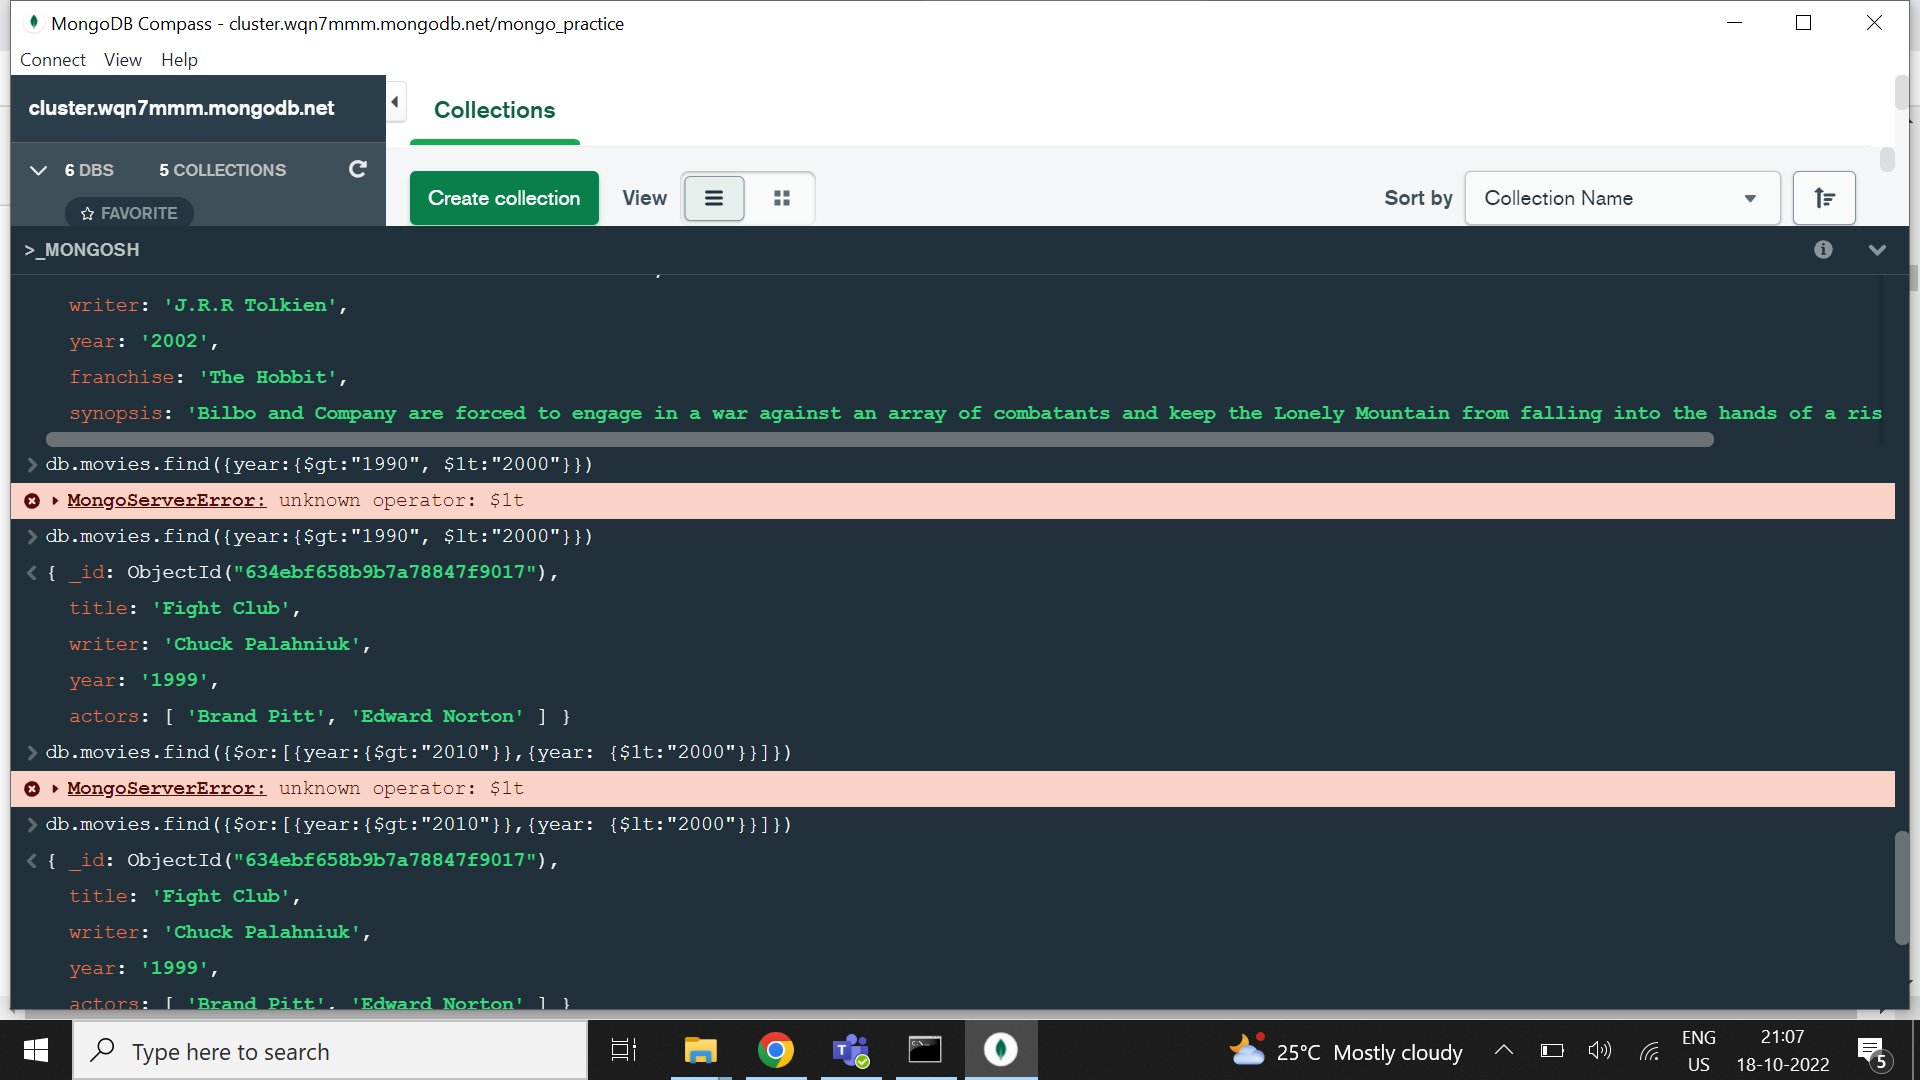 MongoDB Compass - cluster.wqn7mmm.mongodb.net/mongo_practice
Connect View Help
cluster.wqn7mmm.mongodb.net
Collections
6 DBS 5 COLLECTIONS
FAVORITE
Create collection
View
Sort by
Collection Name
>_MONGOSH
writer: 'J.R.R Tolkien',
year: '2002',
franchise: 'The Hobbit',
synopsis: 'Bilbo and Company are forced to engage in a war against an array of combatants and keep the Lonely Mountain from falling into the hands of a ris
db.movies.find({year:{$gt:"1990", $1t:"2000"}})
MongoServerError: unknown operator: $1t
db.movies.find({year:{$gt:"1990", $lt:"2000"}})
{ _id: ObjectId("634ebf658b9b7a78847f9017"),
title: 'Fight Club',
writer: 'Chuck Palahniuk',
year: '1999',
actors: [ 'Brand Pitt', 'Edward Norton' ] }
db.movies.find({$or:[{year:{$gt:"2010"}},{year: {$1t:"2000"}}]})
MongoServerError: unknown operator: $1t
db.movies.find({$or:[{year:{$gt:"2010"}},{year: {$lt:"2000"}}]})
{ _id: ObjectId("634ebf658b9b7a78847f9017"),
title: 'Fight Club',
writer: 'Chuck Palahniuk',
year: '1999',
actors: [ 'Brand Pitt', 'Edward Norton' ] }
Type here to search
25°C Mostly cloudy
ENG
US
21:07
18-10-2022
5